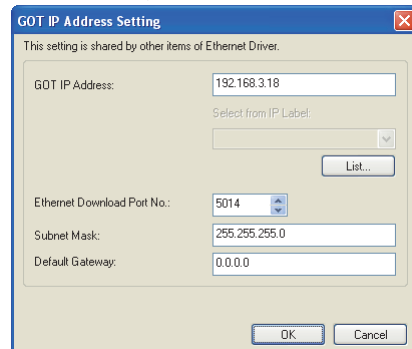 GOT IP Address Setting
This setting is shared by other items of Ethernet Driver.
GOT IP Address: 192.168.3.18
Select from IP Label:
List...
Ethernet Download Port No.: 5014
Subnet Mask: 255.255.255.0
Default Gateway: 0.0.0.0
OK Cancel